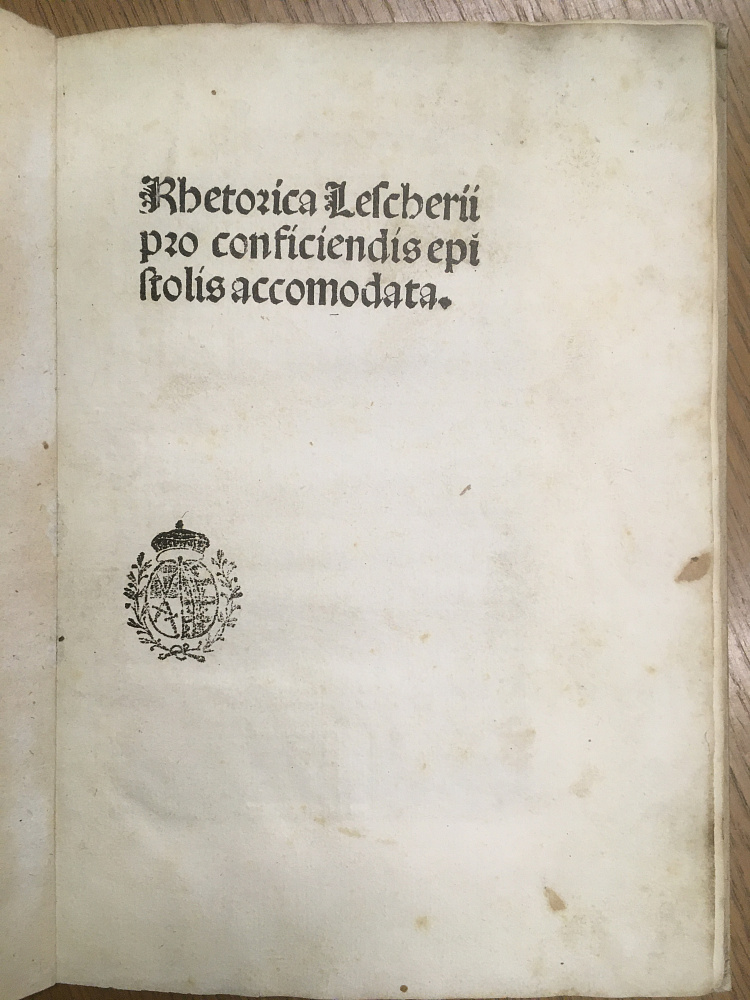 Rhetorica Lescherii
pro conficiendis epi
stolis accomodata.